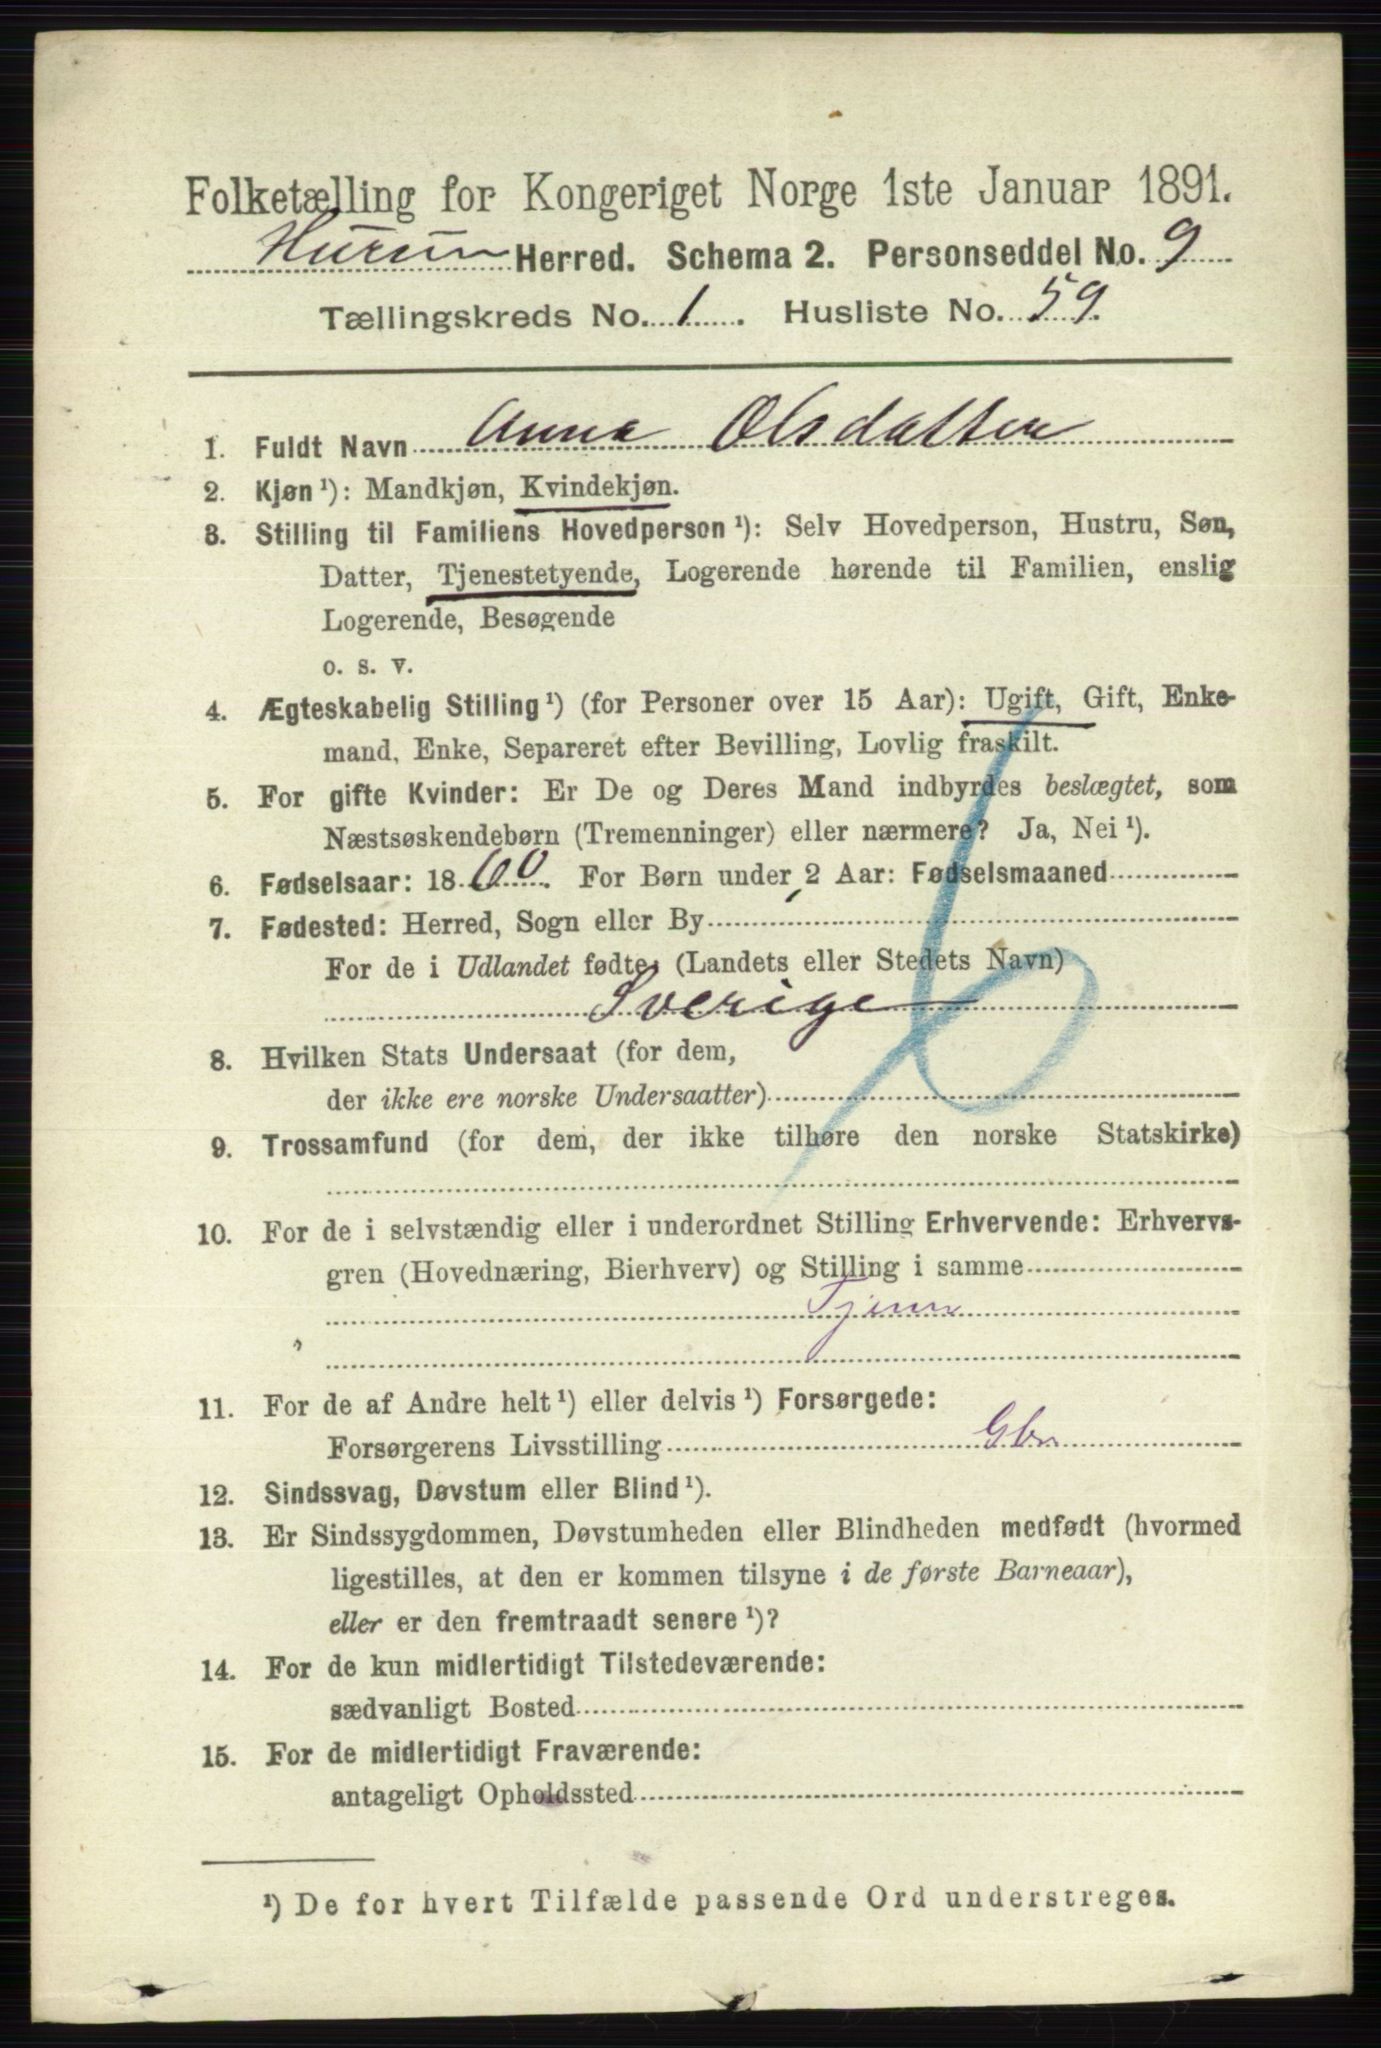 Folketælling for Kongeriget Norge 1ste Januar 1891.
Hurum Herred. Schema 2. Personseddel No. 9
Tællingskreds No. 1. Husliste No. 59.
1. Fuldt Navn Anne Olsdatter
2. Kjøn ¹): Mandkjøn, Kvindekjøn.
3. Stilling til Familiens Hovedperson ¹): Selv Hovedperson, Hustru, Søn,
Datter, Tjenestetyende, Logerende hørende til Familien, enslig
Logerende, Besøgende
o. s. v.
4. Ægteskabelig Stilling ¹) (for Personer over 15 Aar): Ugift, Gift, Enke-
mand, Enke, Separeret efter Bevilling, Lovlig fraskilt.
5. For gifte Kvinder: Er De og Deres Mand indbyrdes beslægtet, som
Næstsøskendebørn (Tremenninger) eller nærmere? Ja, Nei ¹).
6. Fødselsaar: 1860. For Børn under 2 Aar: Fødselsmaaned
7. Fødested: Herred, Sogn eller By
For de i Udlandet fødte, (Landets eller Stedets Navn)
Sverige
8. Hvilken Stats Undersaat (for dem,
der ikke ere norske Undersaatter)
9. Trossamfund (for dem, der ikke tilhøre den norske Statskirke)
10. For de i selvstændig eller i underordnet Stilling Erhvervende: Erhvervs-
gren (Hovednæring, Bierhverv) og Stilling i samme
Tjener
11. For de af Andre helt ¹) eller delvis ¹) Forsørgede:
Forsørgerens Livsstilling Gbr
12. Sindssvag, Døvstum eller Blind ¹).
13. Er Sindssygdommen, Døvstumheden eller Blindheden medfødt (hvormed
ligestilles, at den er kommen tilsyne i de første Barneaar),
eller er den fremtraadt senere ¹)?
14. For de kun midlertidigt Tilstedeværende:
sædvanligt Bosted
15. For de midlertidigt Fraværende:
antageligt Opholdssted
¹) De for hvert Tilfælde passende Ord understreges.